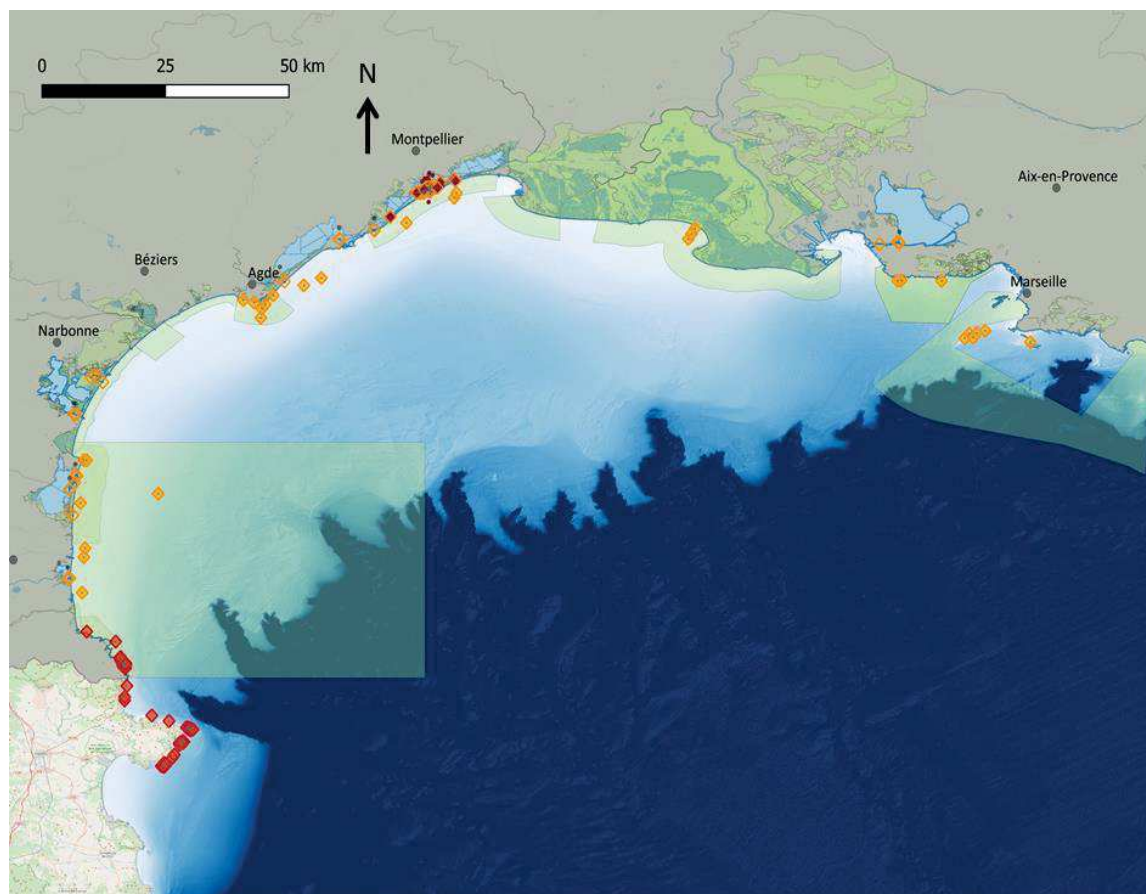 0 25 50 km
N
Montpellier
Aix-en-Provence
Béziers
Agde
Marseille
Narbonne